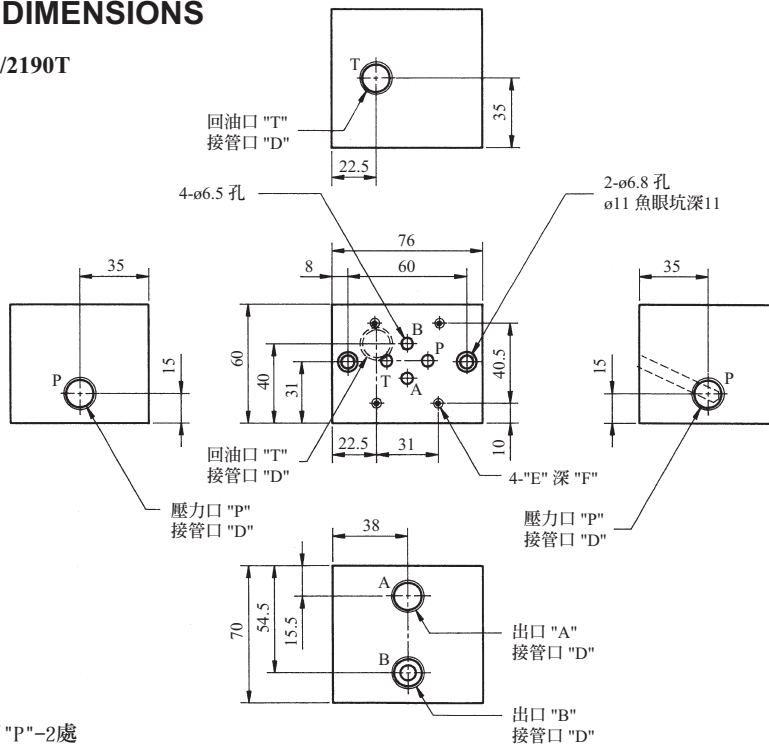 DIMENSIONS
/2190T
T
回油口 "T"
接管口 "D"
35
22.5
4-ø6.5 孔
2-ø6.8 孔
ø11 魚眼坑深11
76
8
60
35
35
B
P
T
A
60
40
31
40.5
10
P
15
15
P
回油口 "T"
接管口 "D"
22.5
31
4-"E" 深 "F"
壓力口 "P"
接管口 "D"
壓力口 "P"
接管口 "D"
38
A
70
54.5
15.5
B
出口 "A"
接管口 "D"
出口 "B"
接管口 "D"
"P"-2處